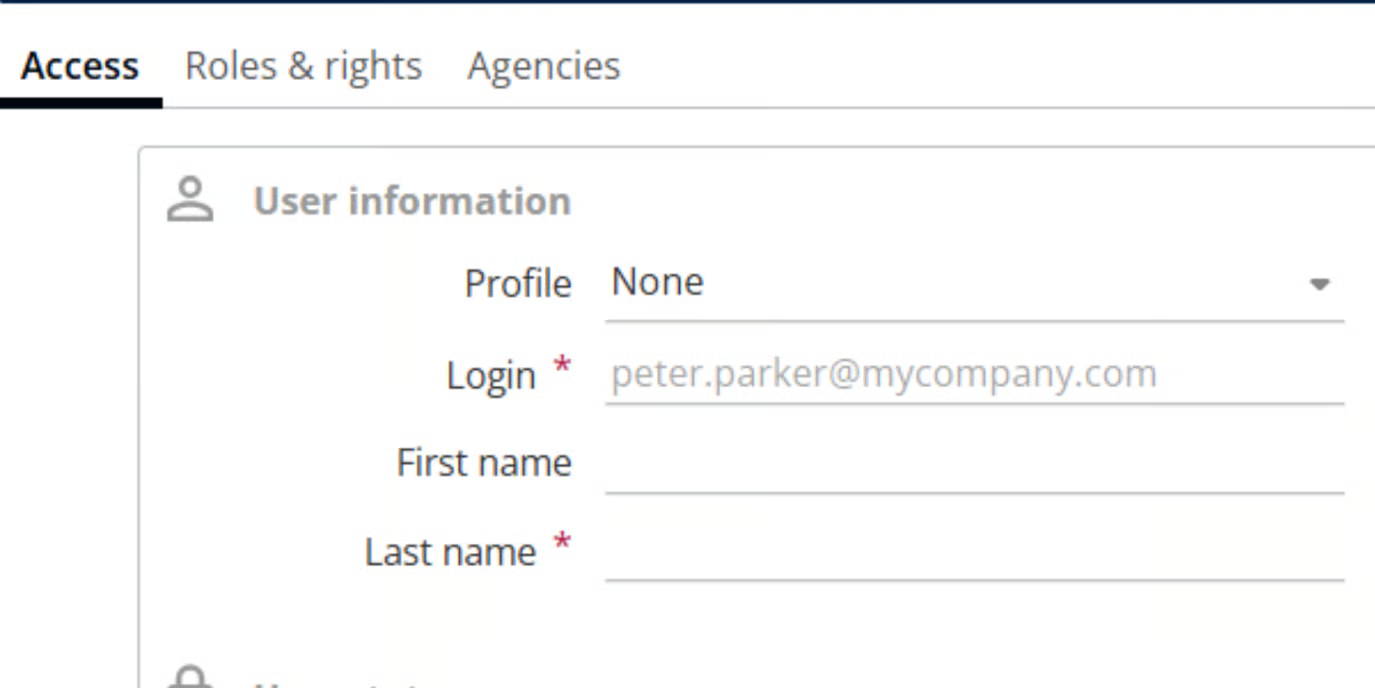 Access Roles & rights Agencies
User information
Profile None
Login * peter.parker@mycompany.com
First name
Last name *